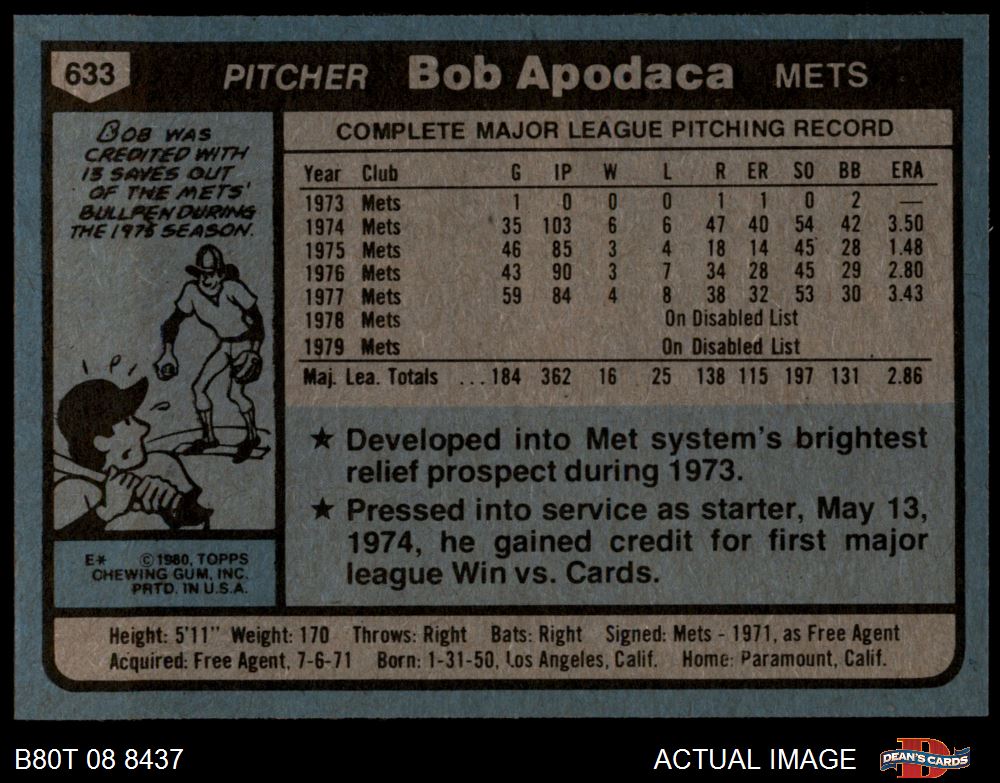 633 PITCHER Bob Apodaca METS
BOB WAS
CREDITED WITH
13 SAVES OUT
OF THE METS'
BULLPEN DURING
THE 1975 SEASON.
COMPLETE MAJOR LEAGUE PITCHING RECORD
Year Club G IP W L R ER SO BB ERA
1973 Mets 1 0 0 0 1 1 0 2 —
1974 Mets 35 103 6 6 47 40 54 42 3.50
1975 Mets 46 85 3 4 18 14 45 28 1.48
1976 Mets 43 90 3 7 34 28 45 29 2.80
1977 Mets 59 84 4 8 38 32 53 30 3.43
1978 Mets On Disabled List
1979 Mets On Disabled List
Maj. Lea. Totals ...184 362 16 25 138 115 197 131 2.86
★ Developed into Met system's brightest
relief prospect during 1973.
★ Pressed into service as starter, May 13,
1974, he gained credit for first major
league Win vs. Cards.
E* ©1980, TOPPS
CHEWING GUM, INC.
PRTD. IN U.S.A.
Height: 5'11" Weight: 170 Throws: Right Bats: Right Signed: Mets - 1971, as Free Agent
Acquired: Free Agent, 7-6-71 Born: 1-31-50, Los Angeles, Calif. Home: Paramount, Calif.
B80T 08 8437 ACTUAL IMAGE DEAN'S CARDS